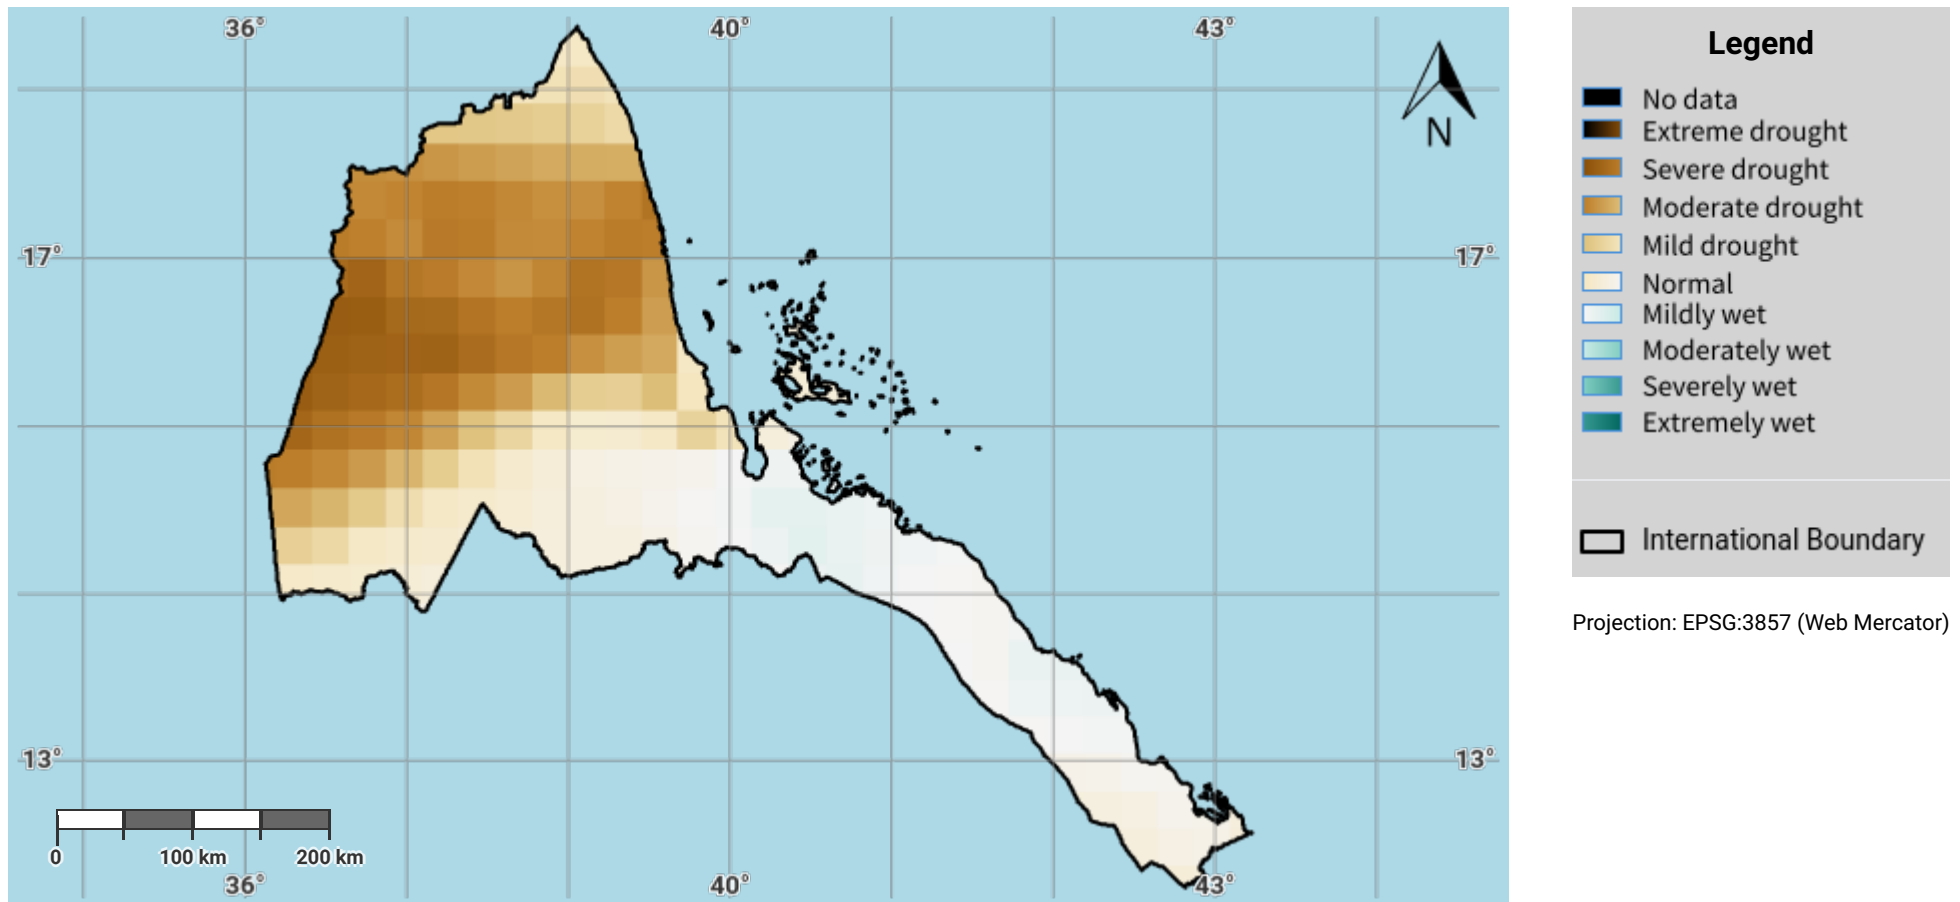 36° 40° 43°
N
17° 17°
13° 13°
0 100 km 200 km
36° 40° 43°
Legend
No data
Extreme drought
Severe drought
Moderate drought
Mild drought
Normal
Mildly wet
Moderately wet
Severely wet
Extremely wet
International Boundary
Projection: EPSG:3857 (Web Mercator)